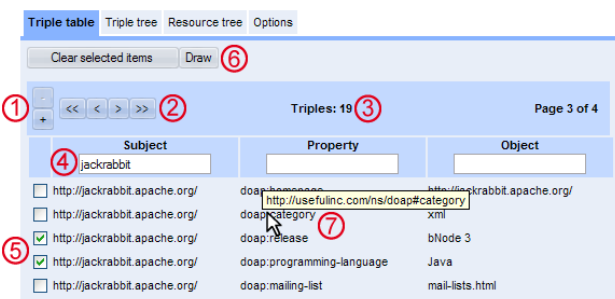 Triple table Triple tree Resource tree Options
Clear selected items Draw 6
-
1 << < > >> 2 Triples: 19 3 Page 3 of 4
+
Subject Property Object
4 jackrabbit
http://jackrabbit.apache.org/ doap:homepage http://jackrabbit.apache.org/
http://usefulinc.com/ns/doap#category
http://jackrabbit.apache.org/ doap:category xml
5 http://jackrabbit.apache.org/ doap:release 7 bNode 3
http://jackrabbit.apache.org/ doap:programming-language Java
http://jackrabbit.apache.org/ doap:mailing-list mail-lists.html